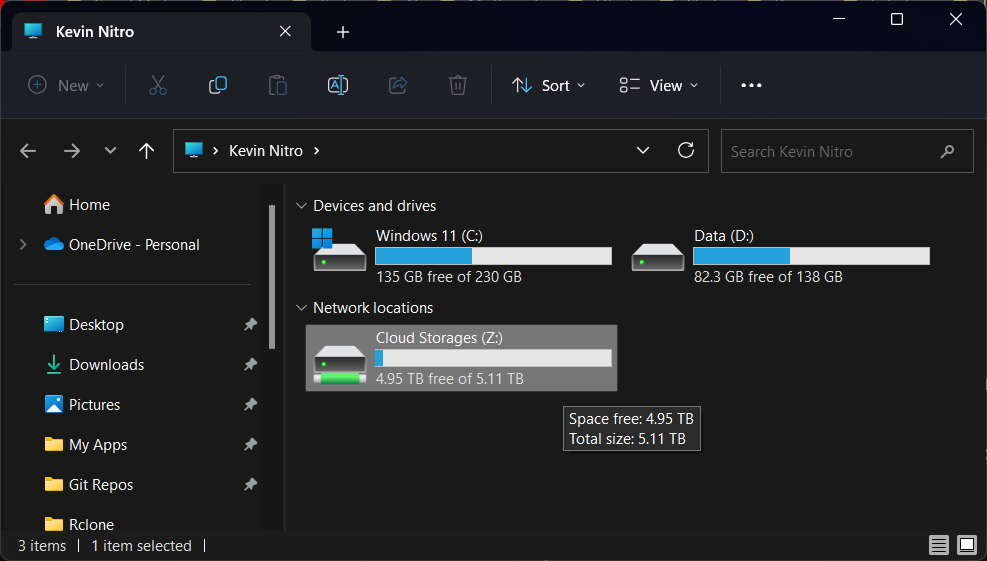 Kevin Nitro
New
Sort
View
Kevin Nitro
Search Kevin Nitro
Home
OneDrive - Personal
Desktop
Downloads
Pictures
My Apps
Git Repos
Rclone
Devices and drives
Windows 11 (C:)
135 GB free of 230 GB
Data (D:)
82.3 GB free of 138 GB
Network locations
Cloud Storages (Z:)
4.95 TB free of 5.11 TB
Space free: 4.95 TB
Total size: 5.11 TB
3 items
1 item selected